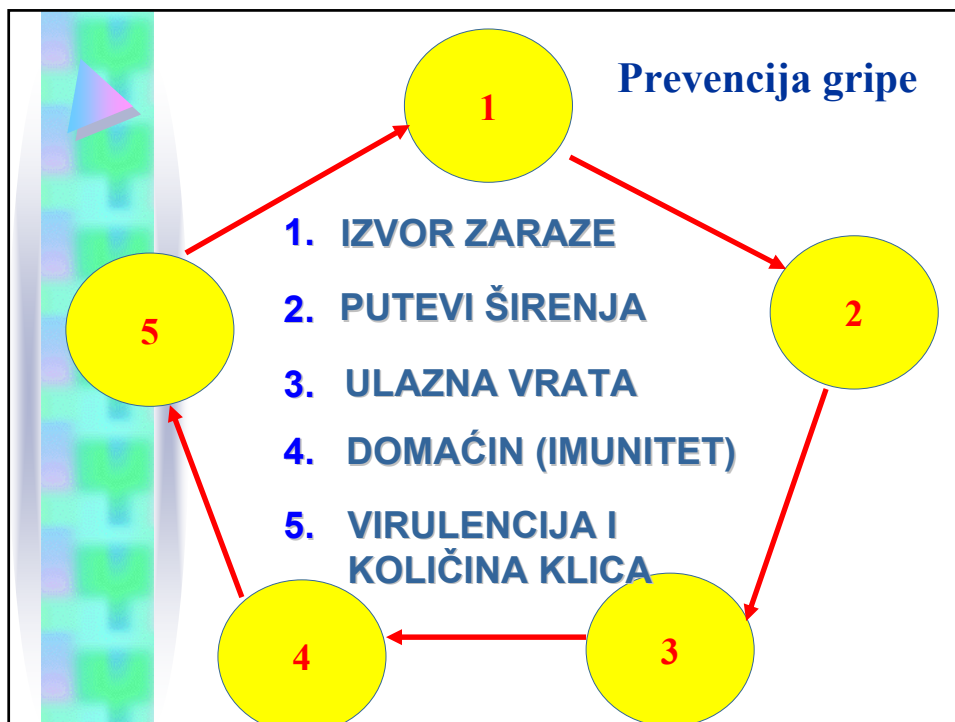 Prevencija gripe
1
2
3
4
5
1. IZVOR ZARAZE
2. PUTEVI ŠIRENJA
3. ULAZNA VRATA
4. DOMAĆIN (IMUNITET)
5. VIRULENCIJA I
KOLIČINA KLICA